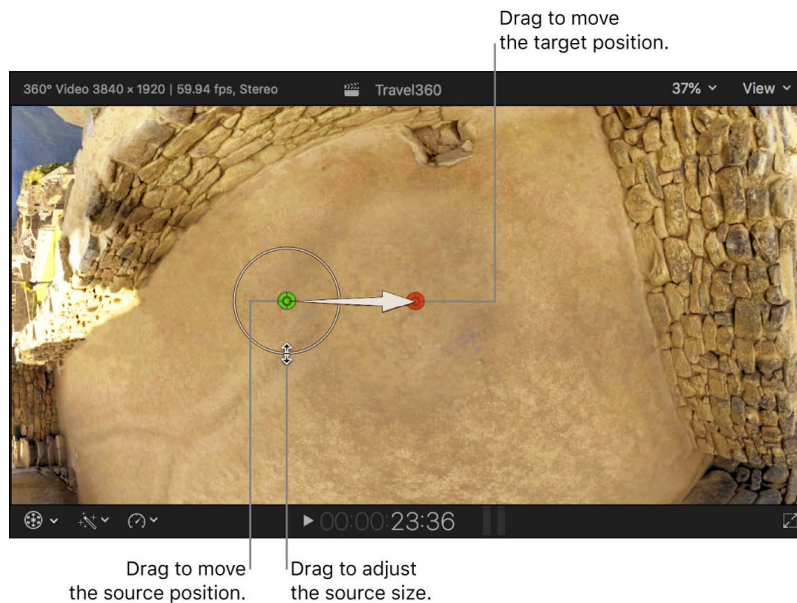 Drag to move
the target position.
360° Video 3840 × 1920 | 59.94 fps, Stereo
Travel360
37%
View
00:00:23:36
Drag to move
the source position.
Drag to adjust
the source size.